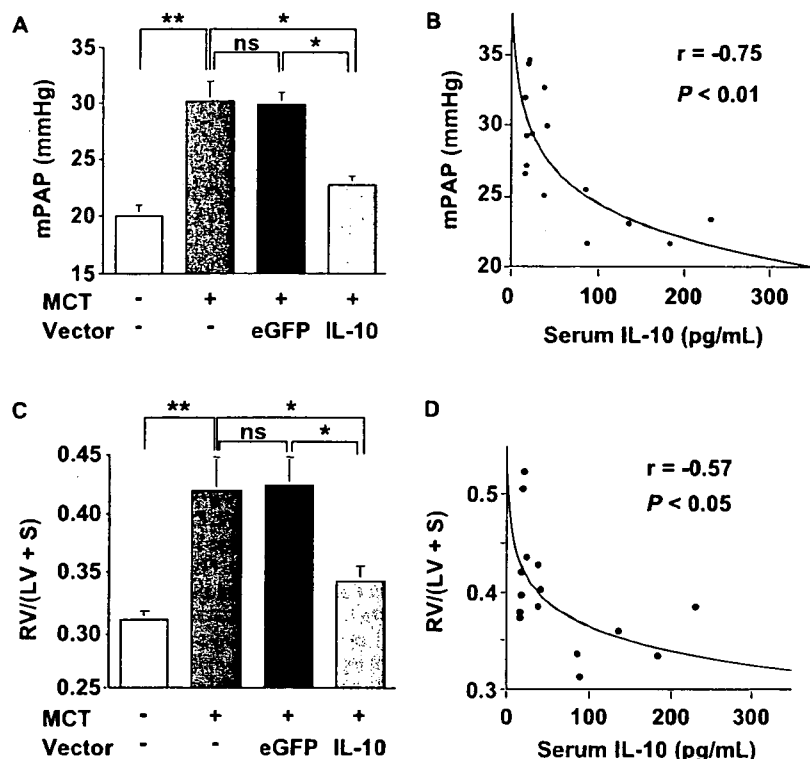 A
** *
ns *
mPAP (mmHg)
35
30
25
20
15
MCT - + + +
Vector - - eGFP IL-10
B
r = -0.75
P < 0.01
mPAP (mmHg)
35
30
25
20
0 100 200 300
Serum IL-10 (pg/mL)
C
** *
ns *
RV/(LV + S)
0.45
0.40
0.35
0.30
0.25
MCT - + + +
Vector - - eGFP IL-10
D
r = -0.57
P < 0.05
RV/(LV + S)
0.5
0.4
0.3
0 100 200 300
Serum IL-10 (pg/mL)